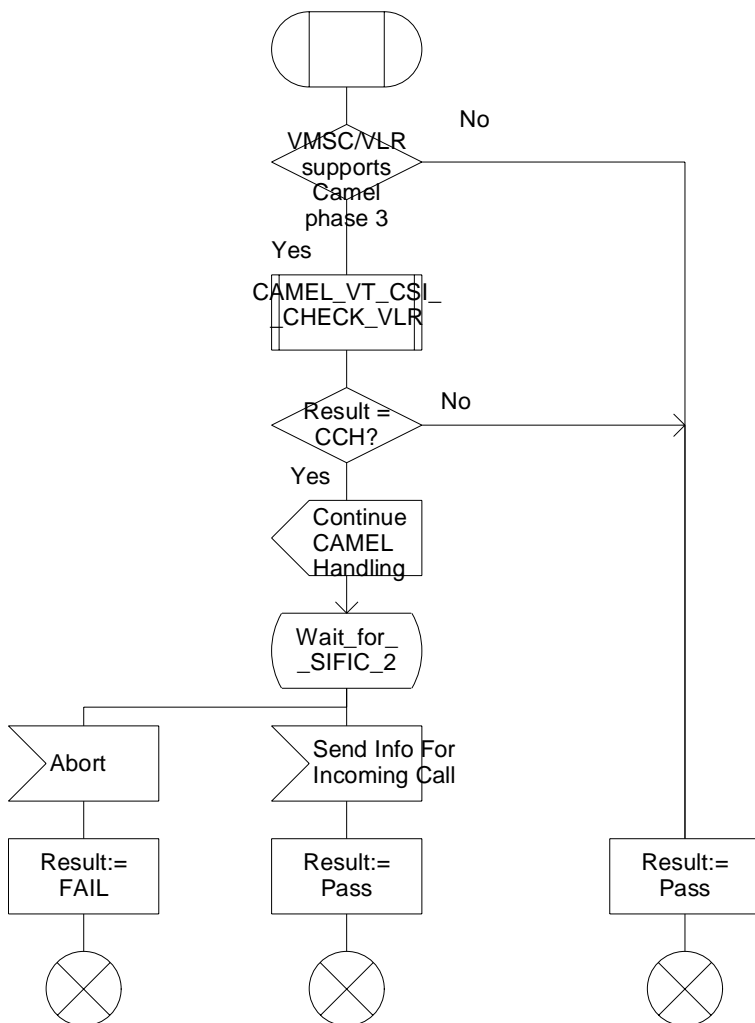 No
VMSC/VLR
supports
Camel
phase 3
Yes
CAMEL_VT_CSI_
_CHECK_VLR
Result =
CCH?
No
Yes
Continue
CAMEL
Handling
Wait_for_
_SIFIC_2
Abort
Send Info For
Incoming Call
Result:=
FAIL
Result:=
Pass
Result:=
Pass